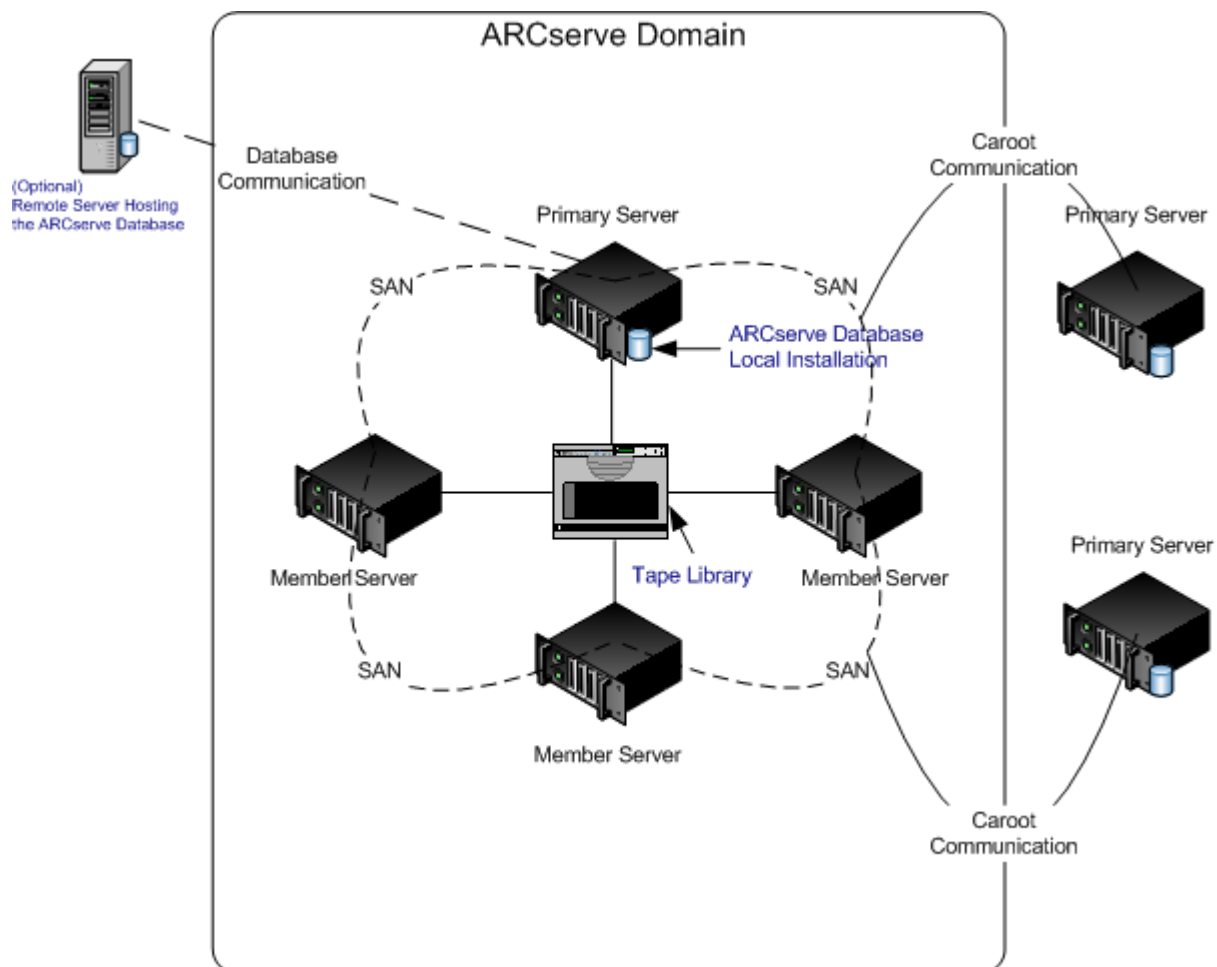 ARCserve Domain
(Optional)
Remote Server Hosting
the ARCserve Database
Database
Communication
Caroot
Communication
Primary Server
Primary Server
SAN
SAN
ARCserve Database
Local Installation
Member Server
Tape Library
Member Server
Primary Server
SAN
SAN
Member Server
Caroot
Communication